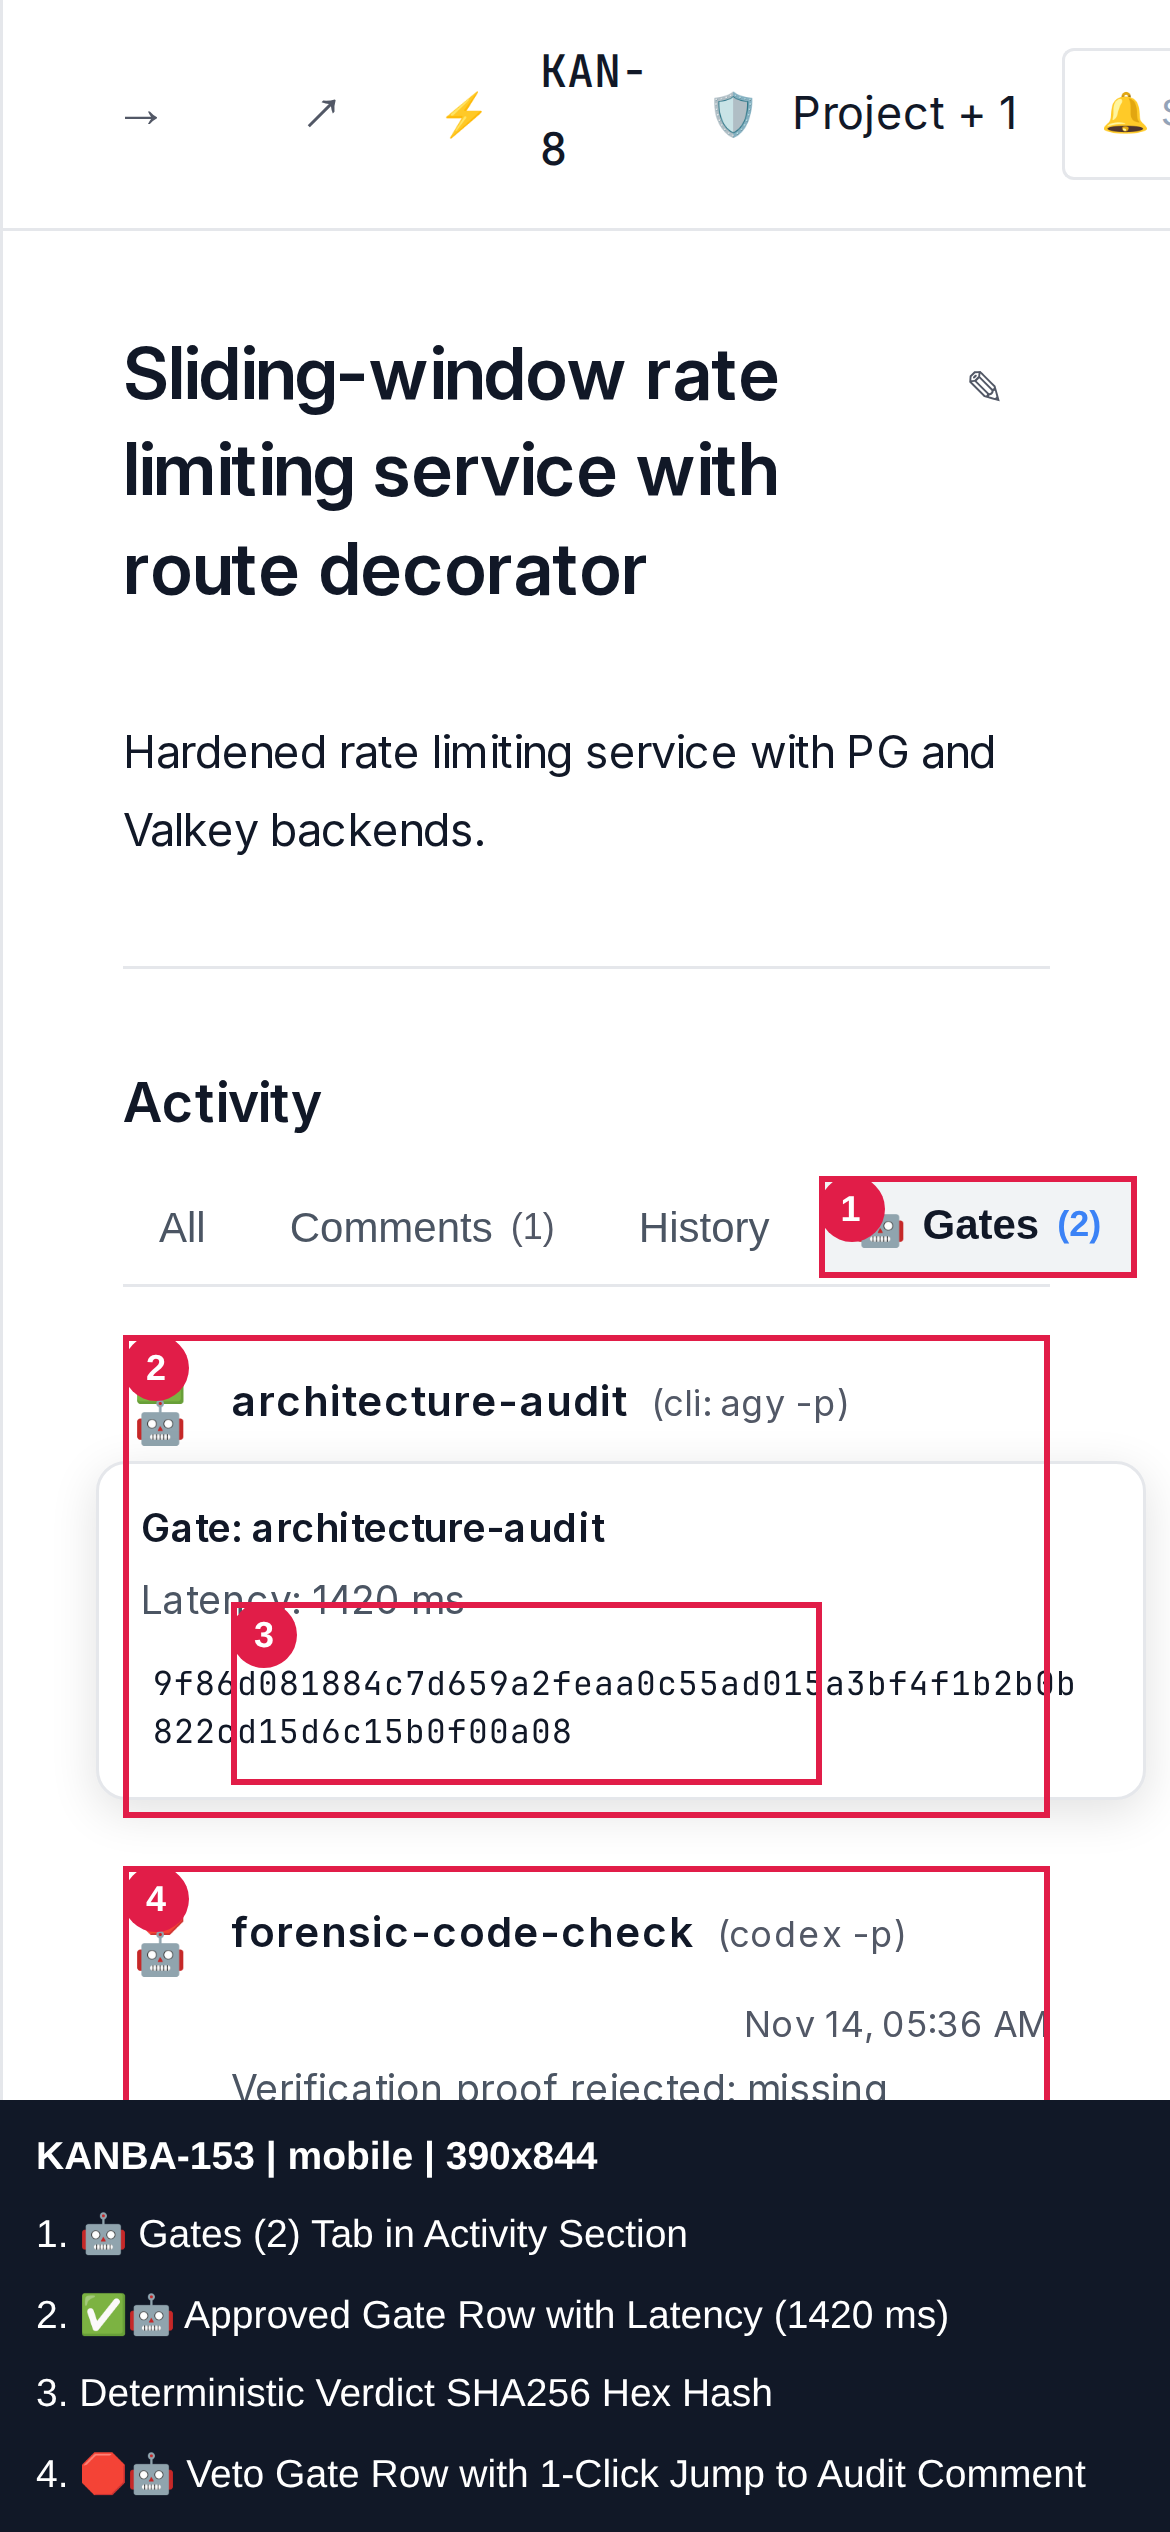 → ↗ ⚡ KAN-
8
🛡️ Project + 1 🔔
Sliding-window rate ✎
limiting service with
route decorator
Hardened rate limiting service with PG and
Valkey backends.
Activity
All Comments (1) History 1 🤖 Gates (2)
2
🤖 architecture-audit (cli: agy -p)
Gate: architecture-audit
Latency: 1420 ms
3
9f86d081884c7d659a2feaa0c55ad015a3bf4f1b2b0b
822cd15d6c15b0f00a08
4
🤖 forensic-code-check (codex -p)
Nov 14, 05:36 AM
Verification proof rejected: missing
KANBA-153 | mobile | 390x844
1. 🤖 Gates (2) Tab in Activity Section
2. ✅🤖 Approved Gate Row with Latency (1420 ms)
3. Deterministic Verdict SHA256 Hex Hash
4. 🛑🤖 Veto Gate Row with 1-Click Jump to Audit Comment